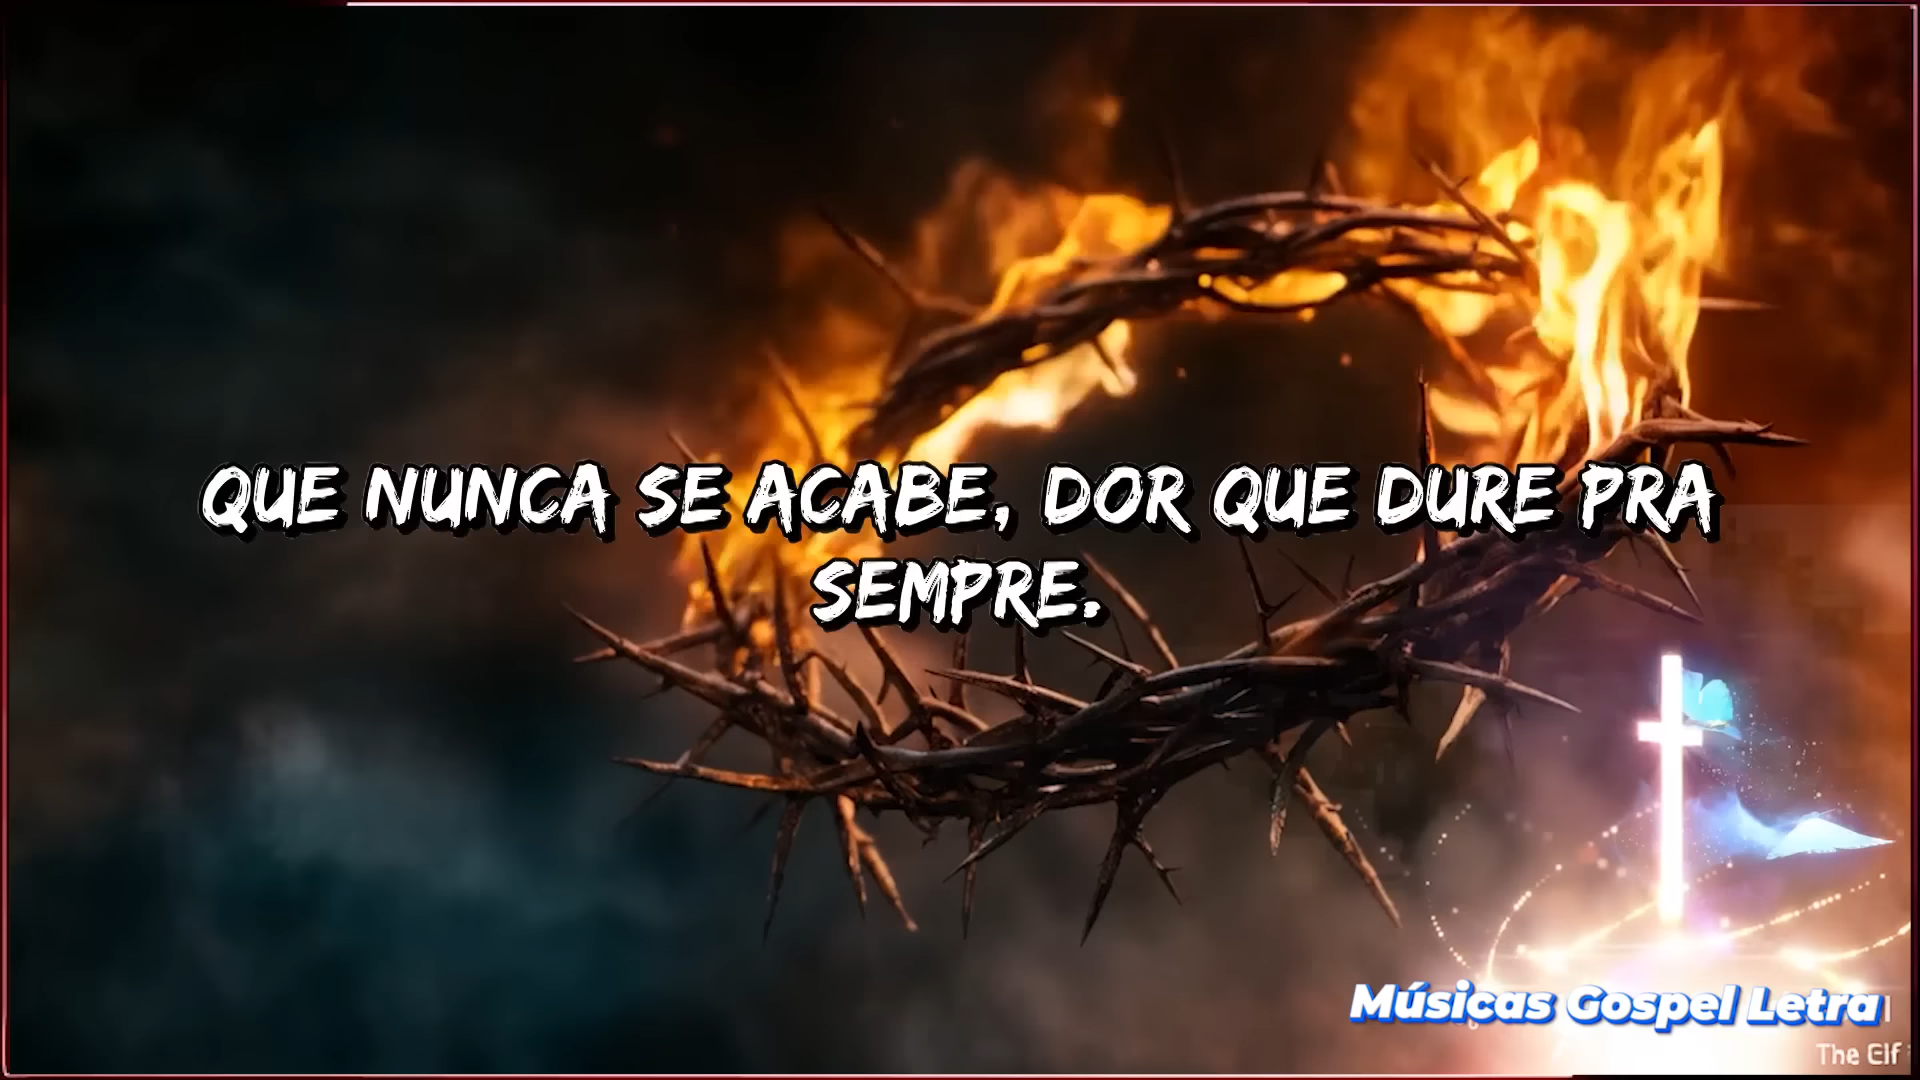 QUE NUNCA SE ACABE, DOR QUE DURE PRA
SEMPRE.
Músicas Gospel Letra
The Elf